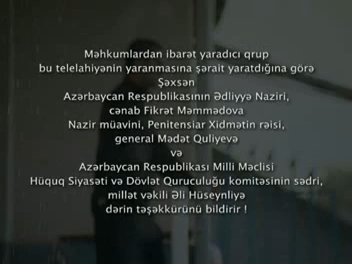 Məhkumlardan ibarət yaradıcı qrup
bu telelahiyənin yaranmasına şərait yaratdığına görə
Şəxsən
Azərbaycan Respublikasının Ədliyyə Naziri,
cənab Fikrət Məmmədova
Nazir müavini, Penitensiar Xidmətin rəisi,
general Mədət Quliyevə
və
Azərbaycan Respublikası Milli Məclisi
Hüquq Siyasəti və Dövlət Quruculuğu komitəsinin sədri,
millət vəkili Əli Hüseynliyə
dərin təşəkkürünü bildirir !